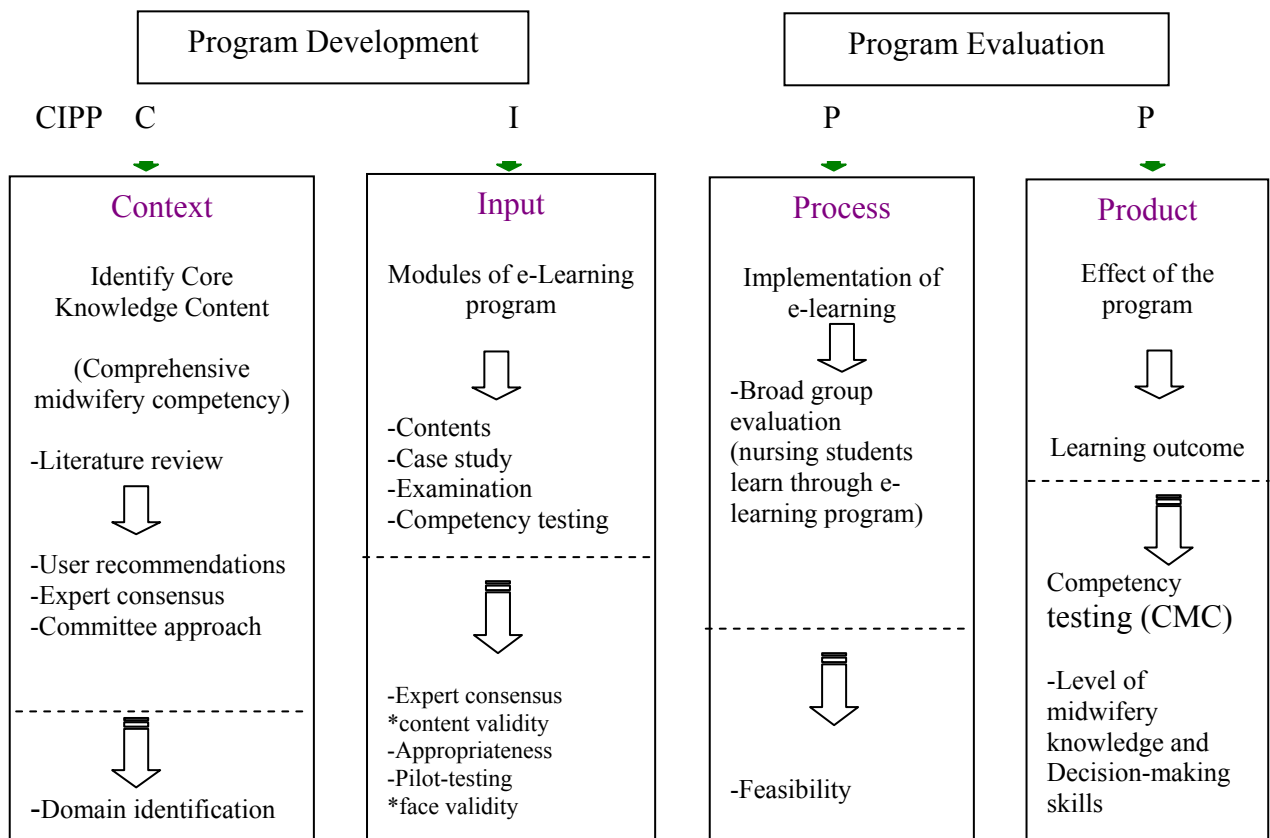 Program Development
Program Evaluation
CIPP C I P P
Context
Identify Core
Knowledge Content
(Comprehensive
midwifery competency)
-Literature review
-User recommendations
-Expert consensus
-Committee approach
-Domain identification
Input
Modules of e-Learning
program
-Contents
-Case study
-Examination
-Competency testing
-Expert consensus
*content validity
-Appropriateness
-Pilot-testing
*face validity
Process
Implementation of
e-learning
-Broad group
evaluation
(nursing students
learn through e-
learning program)
-Feasibility
Product
Effect of the
program
Learning outcome
Competency
testing (CMC)
-Level of
midwifery
knowledge and
Decision-making
skills